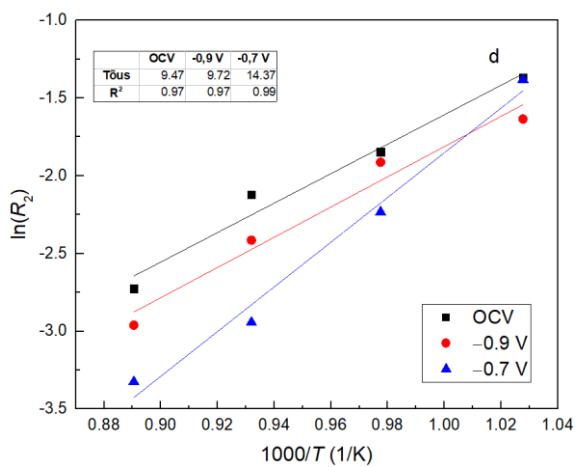 -1.0
d
OCV -0,9 V -0,7 V
Tõus 9.47 9.72 14.37
R² 0.97 0.97 0.99
-1.5
-2.0
ln(R₂)
-2.5
-3.0
-3.5
OCV
−0.9 V
−0.7 V
0.88 0.90 0.92 0.94 0.96 0.98 1.00 1.02 1.04
1000/T (1/K)